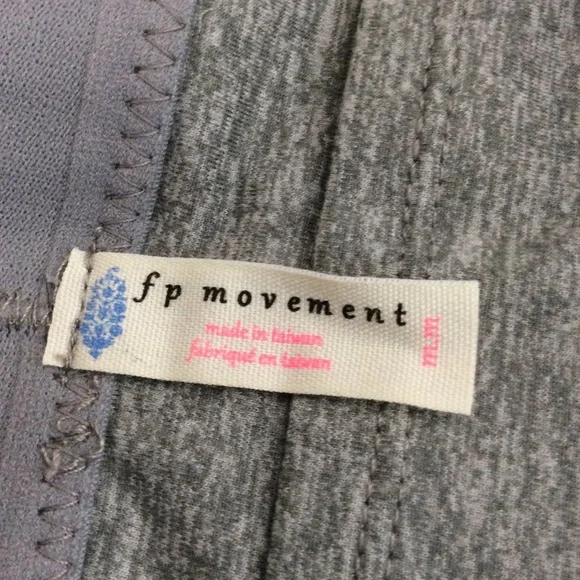 fp movement
made in taiwan
fabriqué en taiwan
m.m